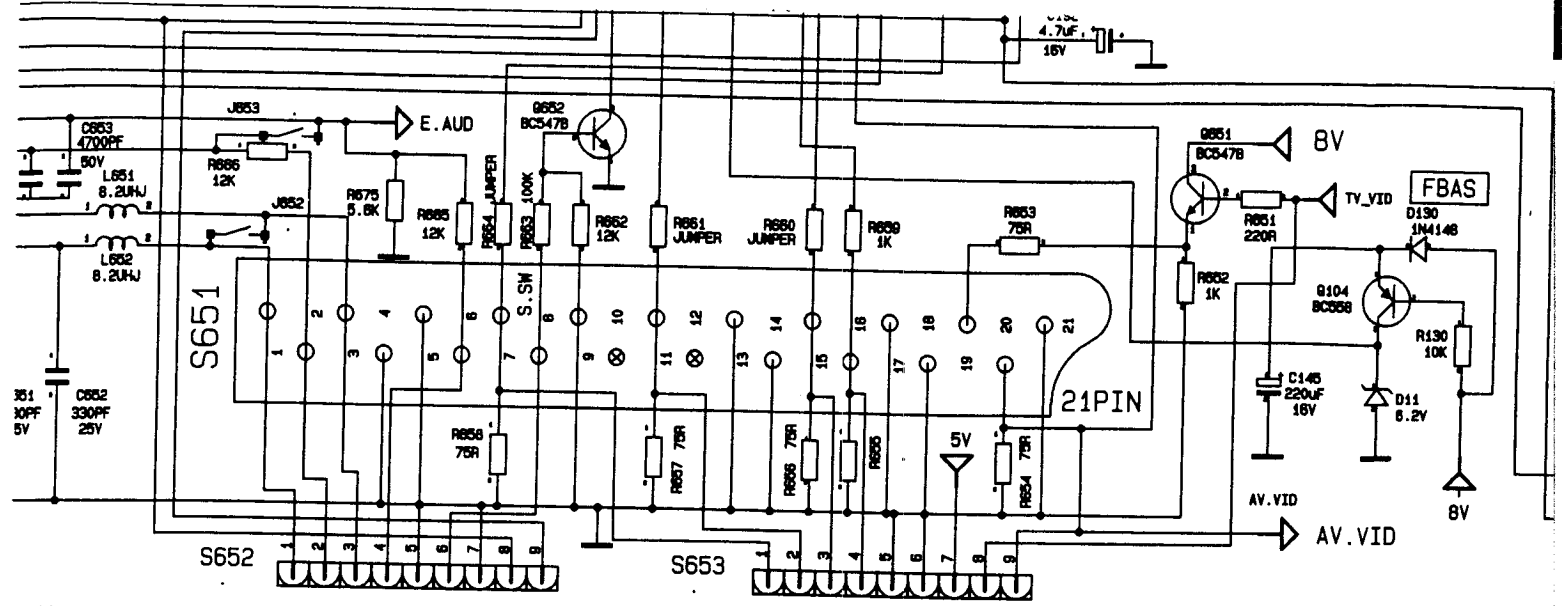 4.7uF
16V
J653
E.AUD
Q652
BC547B
C653
4700PF
50V
R686
12K
L651
8.2UHJ
J652
L652
8.2UHJ
R675
5.6K
R665
12K
R664
JUMPER
R663
100K
R662
12K
R661
JUMPER
R660
JUMPER
R659
1K
R653
75R
Q651
BC547B
8V
R651
220R
TV_VID
FBAS
D130
1N4148
R652
1K
Q104
BC558
R130
10K
C145
220uF
16V
D11
6.2V
8V
S651
S.SW
2 4 6 8 10 12 14 16 18 20 21
1 3 5 7 9 11 13 15 17 19
21PIN
C652
330PF
25V
R658
75R
R657
75R
R656
75R
R655
5V
R654
75R
AV.VID
AV.VID
S652
1 2 3 4 5 6 7 8 9
S653
1 2 3 4 5 6 7 8 9